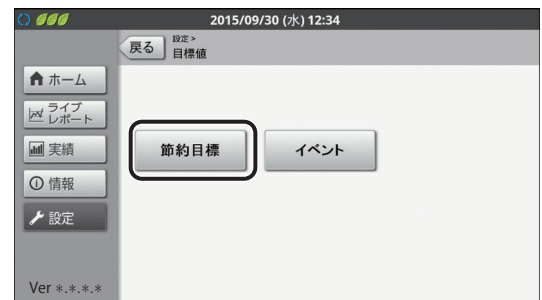 2015/09/30 (水) 12:34
戻る
設定 >
目標値
ホーム
ライブ
レポート
実績
情報
設定
節約目標
イベント
Ver *.*.*.*